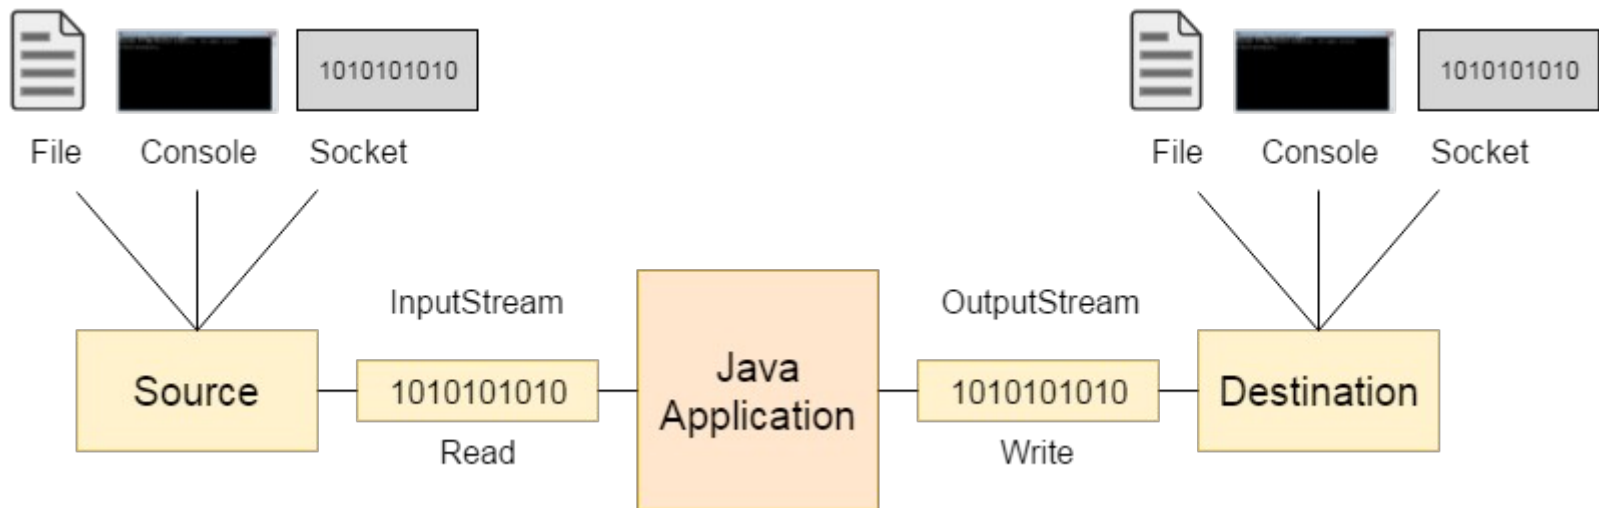 1010101010
1010101010
File Console Socket
File Console Socket
InputStream
OutputStream
Source
1010101010
Java
Application
1010101010
Destination
Read
Write